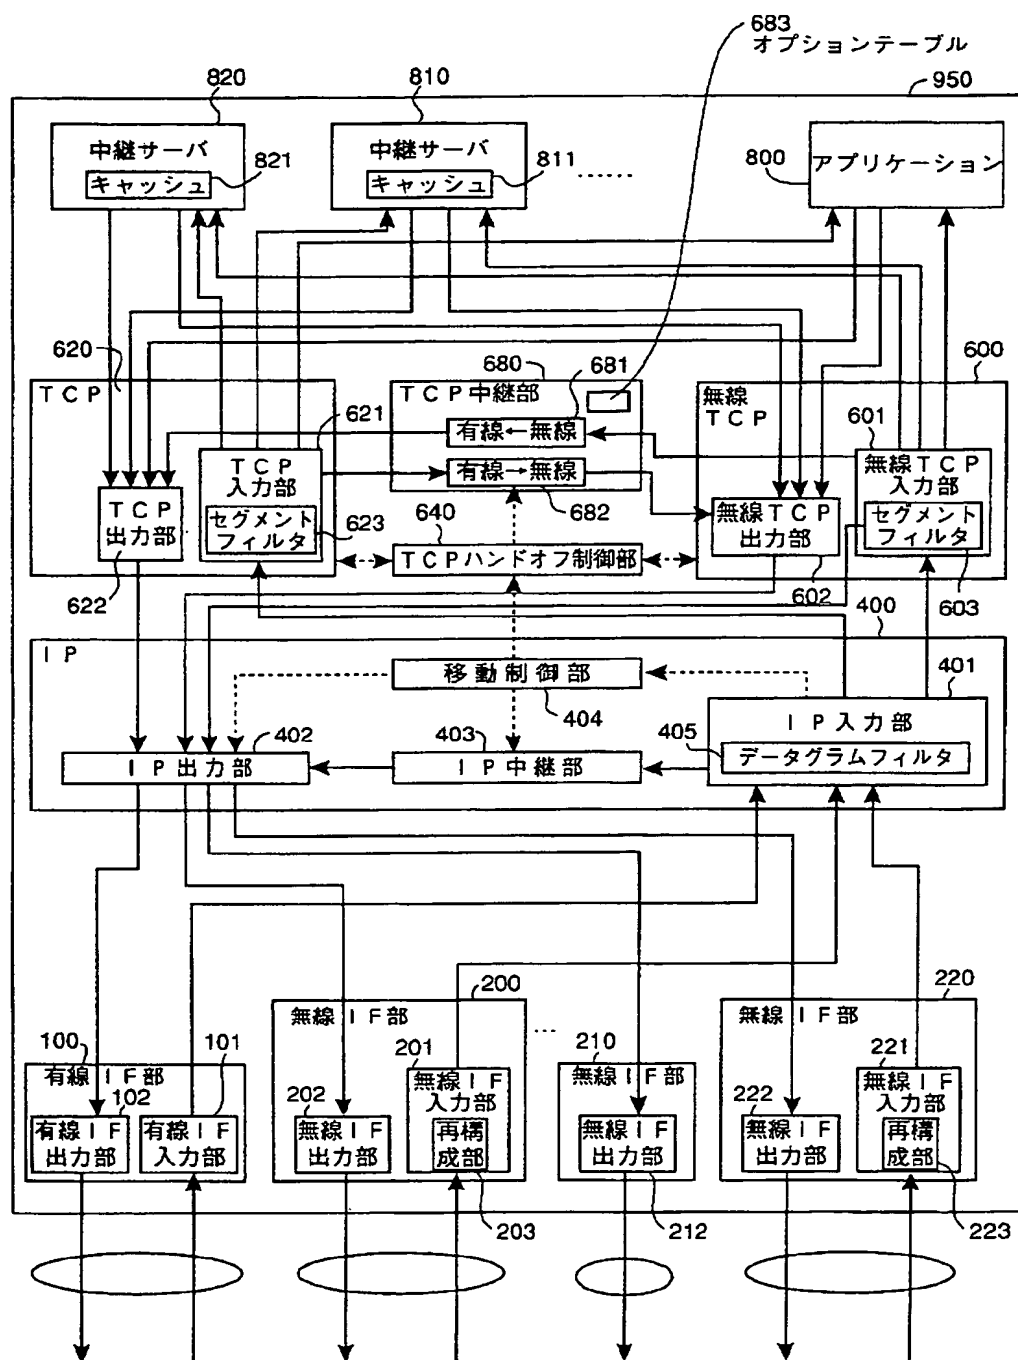 683
オプションテーブル
820
810
950
中継サーバ
821
キャッシュ
中継サーバ
811
キャッシュ
……
800
アプリケーション
620
TCP
680
681
TCP中継部
有線←無線
有線→無線
682
600
無線
TCP
621
TCP
入力部
セグメント
フィルタ
623
TCP
出力部
622
640
TCPハンドオフ制御部
601
無線TCP
入力部
セグメント
フィルタ
603
無線TCP
出力部
602
400
IP
移動制御部
404
401
IP入力部
405
データグラムフィルタ
402
IP出力部
403
IP中継部
100
有線IF部
102
有線IF
出力部
101
有線IF
入力部
200
無線IF部
202
無線IF
出力部
201
無線IF
入力部
再構
成部
203
…
210
無線IF部
無線IF
出力部
212
220
無線IF部
222
無線IF
出力部
221
無線IF
入力部
再構
成部
223